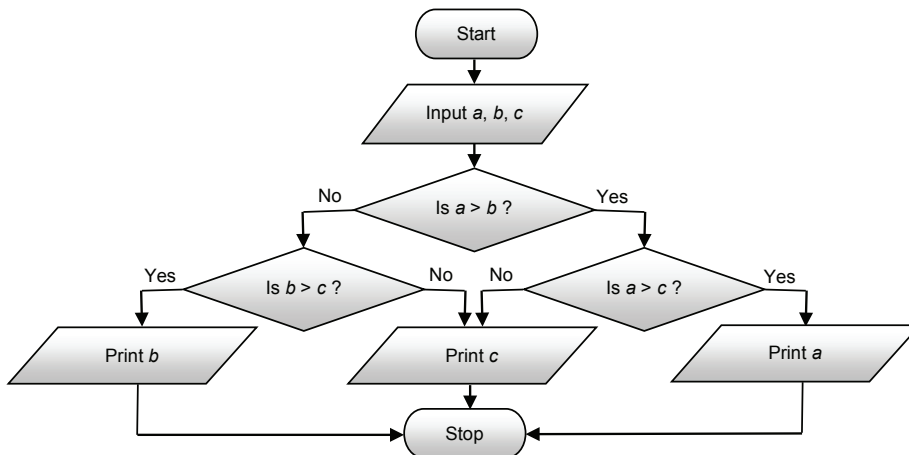 Start
Input a, b, c
No
Yes
Is a > b ?
Yes
Is b > c ?
No
No
Is a > c ?
Yes
Print b
Print c
Print a
Stop